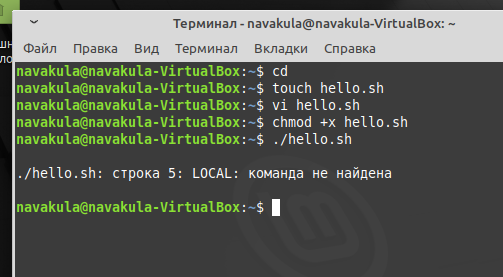 Терминал - navakula@navakula-VirtualBox: ~
Файл Правка Вид Терминал Вкладки Справка
navakula@navakula-VirtualBox:~$ cd
navakula@navakula-VirtualBox:~$ touch hello.sh
navakula@navakula-VirtualBox:~$ vi hello.sh
navakula@navakula-VirtualBox:~$ chmod +x hello.sh
navakula@navakula-VirtualBox:~$ ./hello.sh
./hello.sh: строка 5: LOCAL: команда не найдена
navakula@navakula-VirtualBox:~$